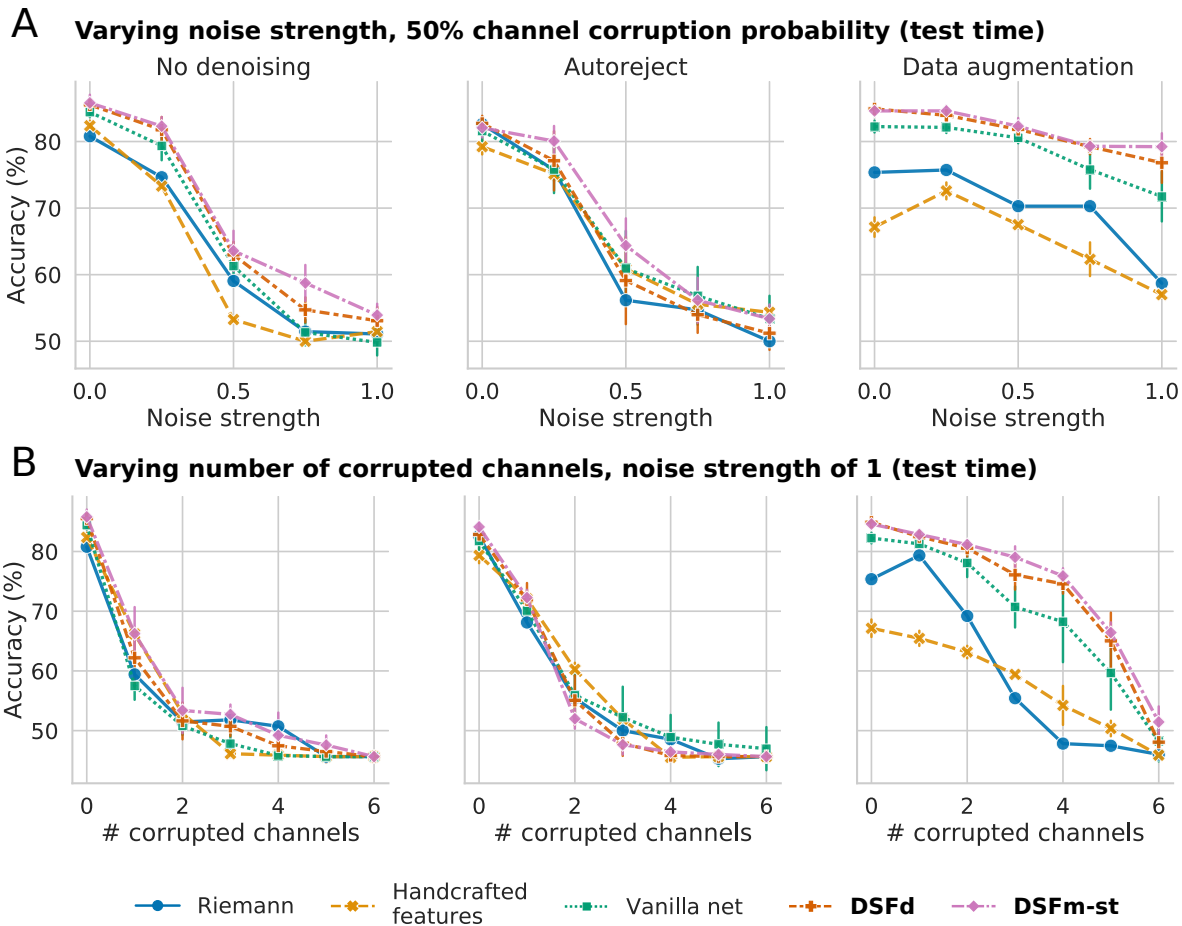 A
Varying noise strength, 50% channel corruption probability (test time)
No denoising
Autoreject
Data augmentation
Accuracy (%)
80
70
60
50
0.0 0.5 1.0
0.0 0.5 1.0
0.0 0.5 1.0
Noise strength
Noise strength
Noise strength
B
Varying number of corrupted channels, noise strength of 1 (test time)
Accuracy (%)
80
70
60
50
0 2 4 6
0 2 4 6
0 2 4 6
# corrupted channels
# corrupted channels
# corrupted channels
Riemann
Handcrafted
features
Vanilla net
DSFd
DSFm-st